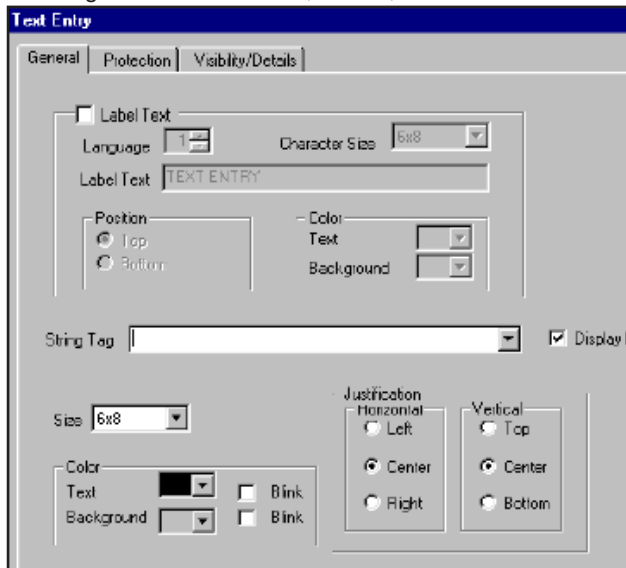 Text Entry
General Protection Visiblity/Details
Label Text
Language 1 Character Size 6x8
Label Text TEXT ENTRY
Position Color
Top Text
Bottom Background
String Tag Display
Size 6x8
Justification
Horizontal Vertical
Left Top
Center Center
Right Bottom
Color
Text Blink
Background Blink